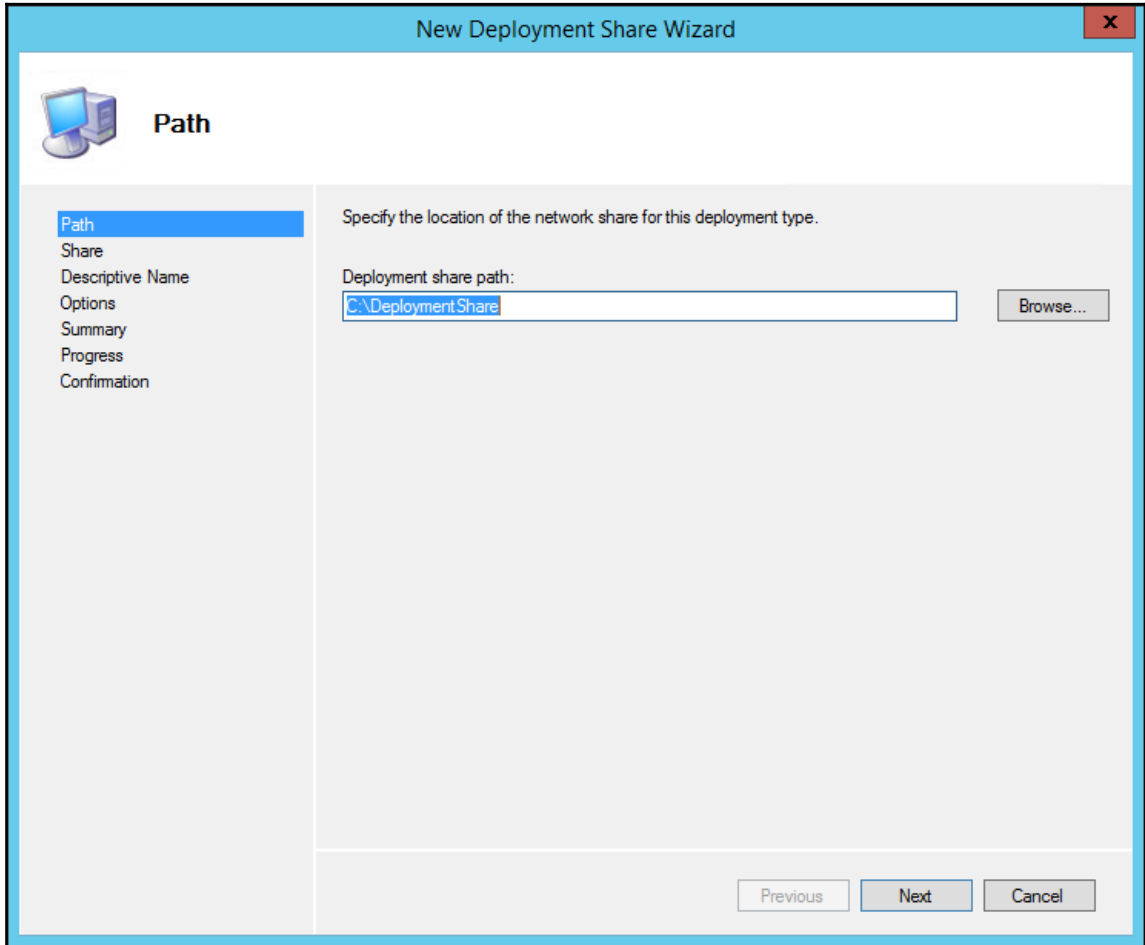 New Deployment Share Wizard
x
Path
Path
Share
Descriptive Name
Options
Summary
Progress
Confirmation
Specify the location of the network share for this deployment type.
Deployment share path:
C:\DeploymentShare
Browse...
Previous
Next
Cancel